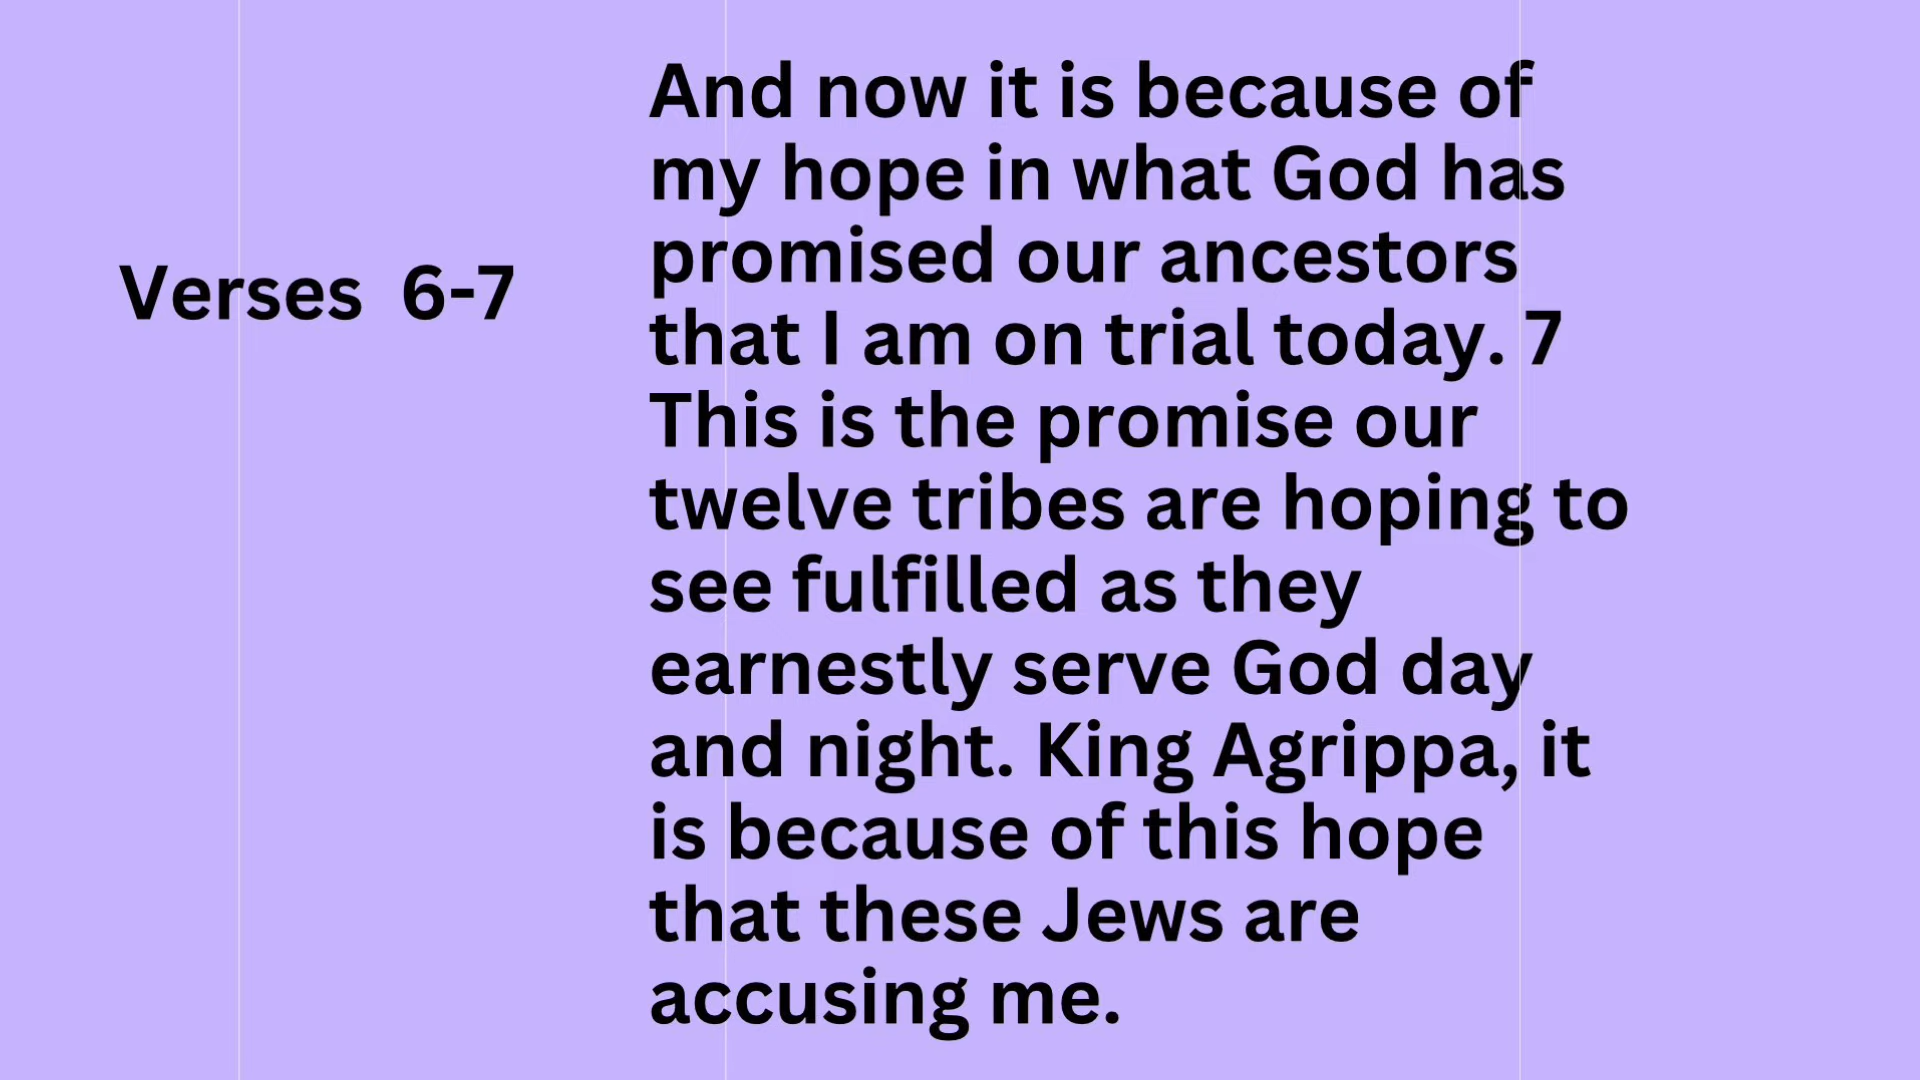 Verses 6-7
And now it is because of
my hope in what God has
promised our ancestors
that I am on trial today. 7
This is the promise our
twelve tribes are hoping to
see fulfilled as they
earnestly serve God day
and night. King Agrippa, it
is because of this hope
that these Jews are
accusing me.